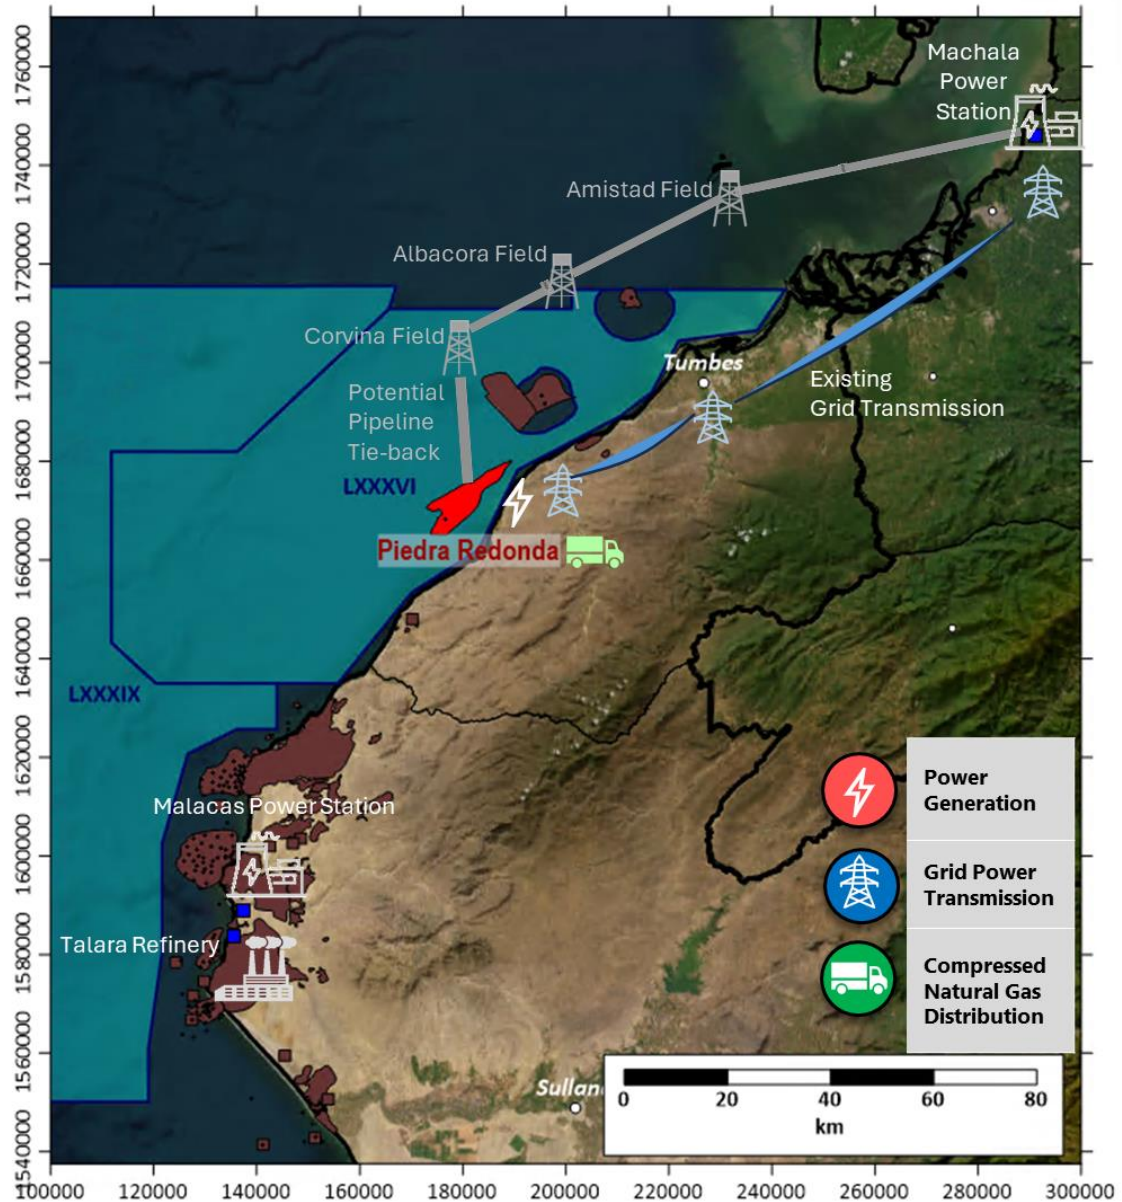 1760000
1740000
1720000
1700000
1680000
1660000
1640000
1620000
1600000
1580000
1560000
1540000
Machala
Power
Station
Amistad Field
Albacora Field
Corvina Field
Tumbes
Potential
Pipeline
Tie-back
Existing
Grid Transmission
LXXXVI
Piedra Redonda
LXXXIX
Malacas Power Station
Talara Refinery
Power
Generation
Grid Power
Transmission
Compressed
Natural Gas
Distribution
Sullan
0 20 40 60 80
km
100000 120000 140000 160000 180000 200000 220000 240000 260000 280000 300000